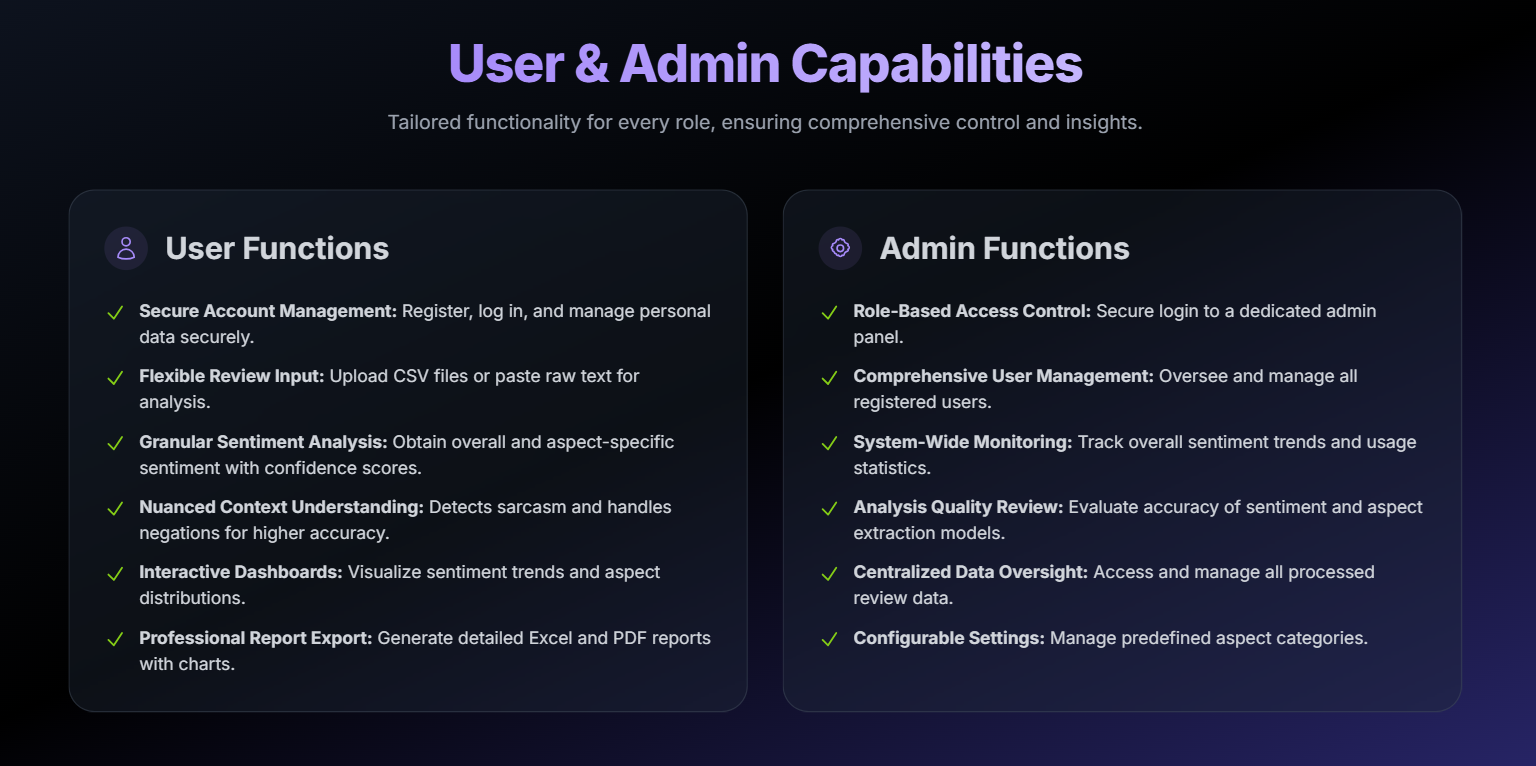 User & Admin Capabilities
Tailored functionality for every role, ensuring comprehensive control and insights.
User Functions
Secure Account Management: Register, log in, and manage personal
data securely.
Flexible Review Input: Upload CSV files or paste raw text for
analysis.
Granular Sentiment Analysis: Obtain overall and aspect-specific
sentiment with confidence scores.
Nuanced Context Understanding: Detects sarcasm and handles
negations for higher accuracy.
Interactive Dashboards: Visualize sentiment trends and aspect
distributions.
Professional Report Export: Generate detailed Excel and PDF reports
with charts.
Admin Functions
Role-Based Access Control: Secure login to a dedicated admin
panel.
Comprehensive User Management: Oversee and manage all
registered users.
System-Wide Monitoring: Track overall sentiment trends and usage
statistics.
Analysis Quality Review: Evaluate accuracy of sentiment and aspect
extraction models.
Centralized Data Oversight: Access and manage all processed
review data.
Configurable Settings: Manage predefined aspect categories.